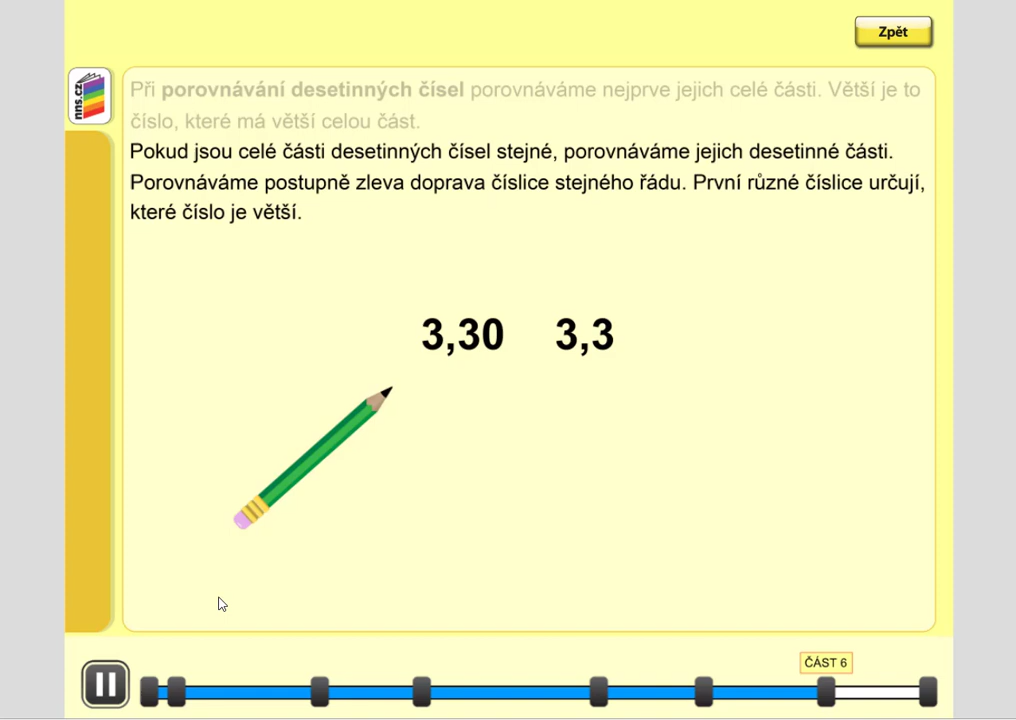 Zpět
nns.cz
Při porovnávání desetinných čísel porovnáváme nejprve jejich celé části. Větší je to
číslo, které má větší celou část.
Pokud jsou celé části desetinných čísel stejné, porovnáváme jejich desetinné části.
Porovnáváme postupně zleva doprava číslice stejného řádu. První různé číslice určují,
které číslo je větší.
3,30 3,3
ČÁST 6